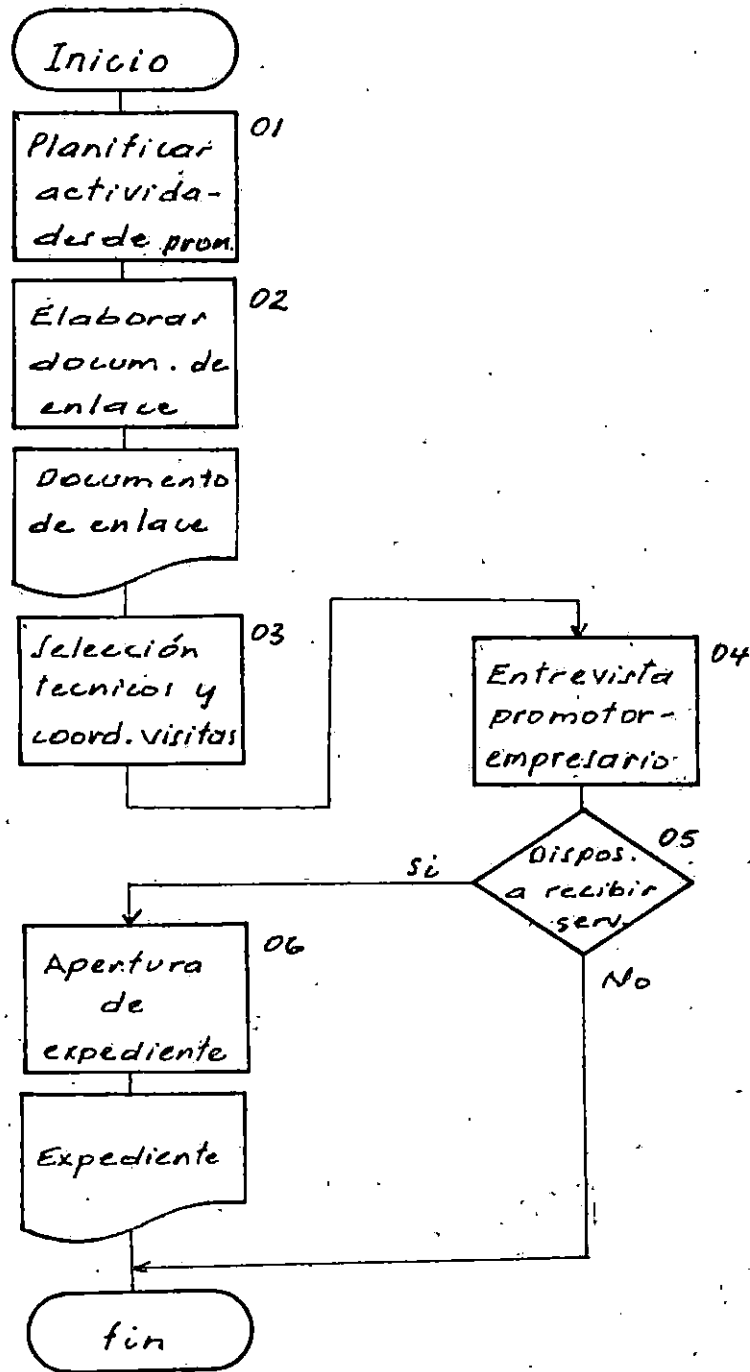 Inicio
01
Planificar
activida-
des de prom.
02
Elaborar
docum. de
enlace
Documento
de enlace
03
Selección
tecnicos y
coord. visitas
04
Entrevista
promotor-
empresario
05
Dispos.
a recibir
serv.
si
No
06
Apertura
de
expediente
Expediente
fin